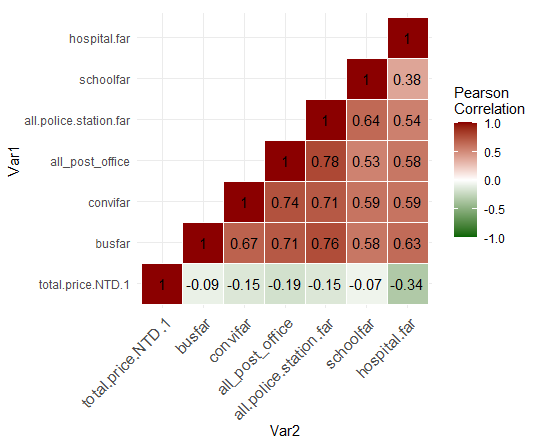 hospital.far
1
schoolfar
1
0.38
all.police.station.far
1
0.64
0.54
all_post_office
1
0.78
0.53
0.58
convifar
1
0.74
0.71
0.59
0.59
busfar
1
0.67
0.71
0.76
0.58
0.63
total.price.NTD.1
1
-0.09
-0.15
-0.19
-0.15
-0.07
-0.34
Var1
total.price.NTD.1
busfar
convifar
all_post_office
all.police.station.far
schoolfar
hospital.far
Var2
Pearson
Correlation
1.0
0.5
0.0
-0.5
-1.0